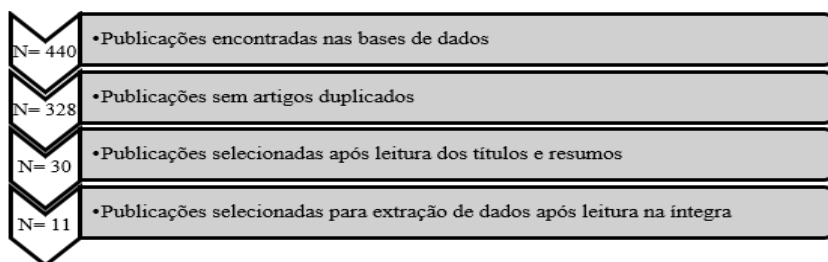 N= 440 •Publicações encontradas nas bases de dados
N= 328 •Publicações sem artigos duplicados
N= 30 •Publicações selecionadas após leitura dos títulos e resumos
N= 11 •Publicações selecionadas para extração de dados após leitura na íntegra